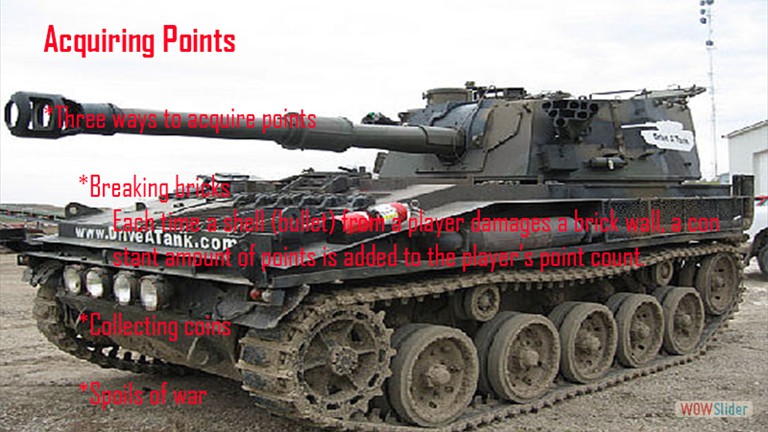 Acquiring Points
*Three ways to acquire points
Drive A Tank
*Breaking bricks
Each time a shell (bullet) from a player damages a brick wall, a con
www.DriveATank.com
stant amount of points is added to the player's point count.
*Collecting coins
*Spoils of war
WOWSlider